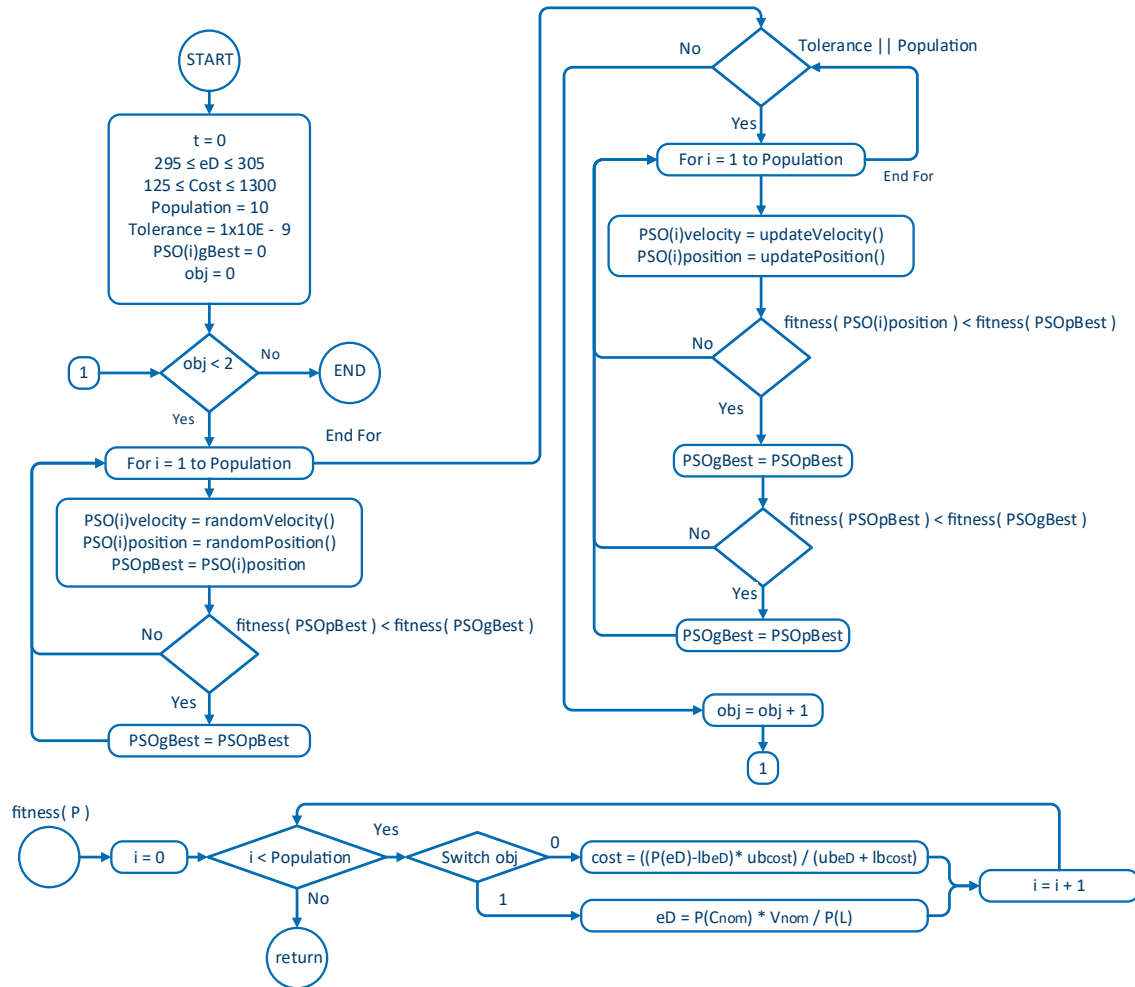 START
t = 0
295 ≤ eD ≤ 305
125 ≤ Cost ≤ 1300
Population = 10
Tolerance = 1x10E - 9
PSO(i)gBest = 0
obj = 0
1
obj < 2
No
END
Yes
End For
For i = 1 to Population
PSO(i)velocity = randomVelocity()
PSO(i)position = randomPosition()
PSOpBest = PSO(i)position
No
fitness( PSOpBest ) < fitness( PSOgBest )
Yes
PSOgBest = PSOpBest
No
Tolerance || Population
Yes
For i = 1 to Population
End For
PSO(i)velocity = updateVelocity()
PSO(i)position = updatePosition()
fitness( PSO(i)position ) < fitness( PSOpBest )
No
Yes
PSOgBest = PSOpBest
fitness( PSOpBest ) < fitness( PSOgBest )
No
Yes
PSOgBest = PSOpBest
obj = obj + 1
1
fitness( P )
i = 0
i < Population
Yes
No
return
Switch obj
0
cost = ((P(eD)-lbeD)* ubcost) / (ubeD + lbcost)
1
eD = P(Cnom) * Vnom / P(L)
i = i + 1